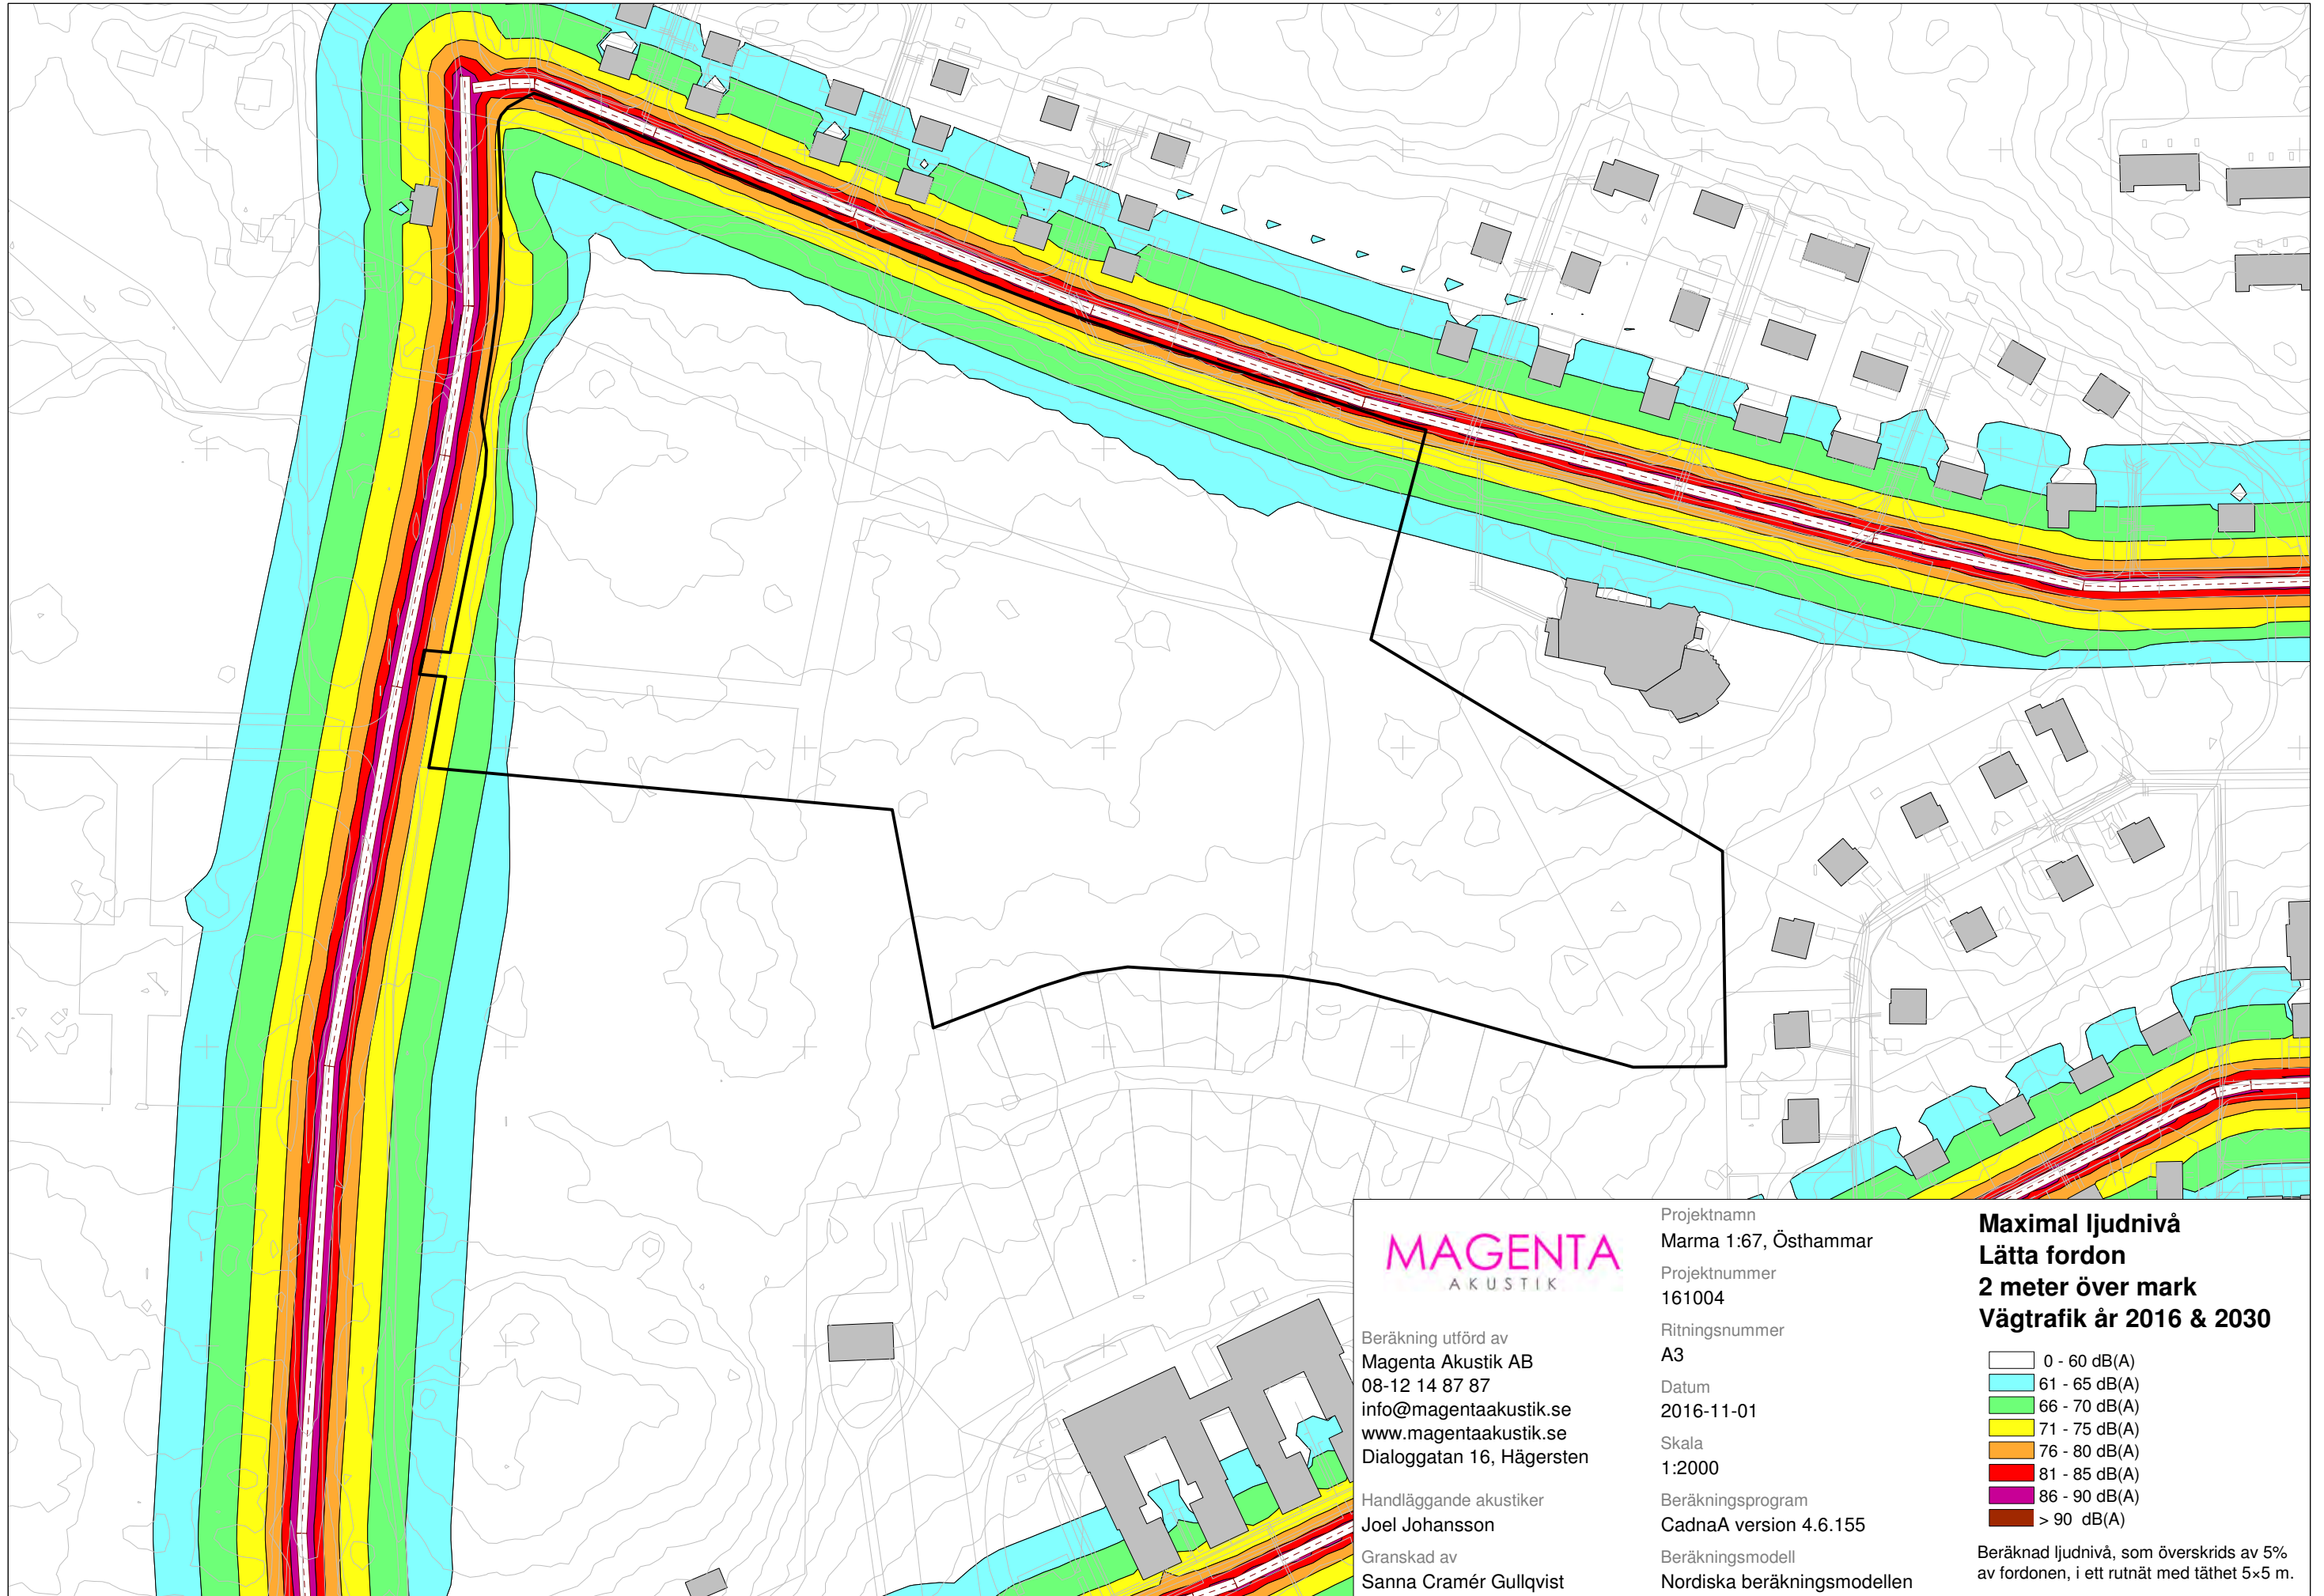 MAGENTA
AKUSTIK
Beräkning utförd av
Magenta Akustik AB
08-12 14 87 87
info@magentaakustik.se
www.magentaakustik.se
Dialoggatan 16, Hägersten
Handläggande akustiker
Joel Johansson
Granskad av
Sanna Cramér Gullqvist
Projektnamn
Marma 1:67, Östhammar
Projektnummer
161004
Ritningsnummer
A3
Datum
2016-11-01
Skala
1:2000
Beräkningsprogram
CadnaA version 4.6.155
Beräkningsmodell
Nordiska beräkningsmodellen
Maximal ljudnivå
Lätta fordon
2 meter över mark
Vägtrafik år 2016 & 2030
0 - 60 dB(A)
61 - 65 dB(A)
66 - 70 dB(A)
71 - 75 dB(A)
76 - 80 dB(A)
81 - 85 dB(A)
86 - 90 dB(A)
> 90 dB(A)
Beräknad ljudnivå, som överskrids av 5%
av fordonen, i ett rutnät med täthet 5×5 m.